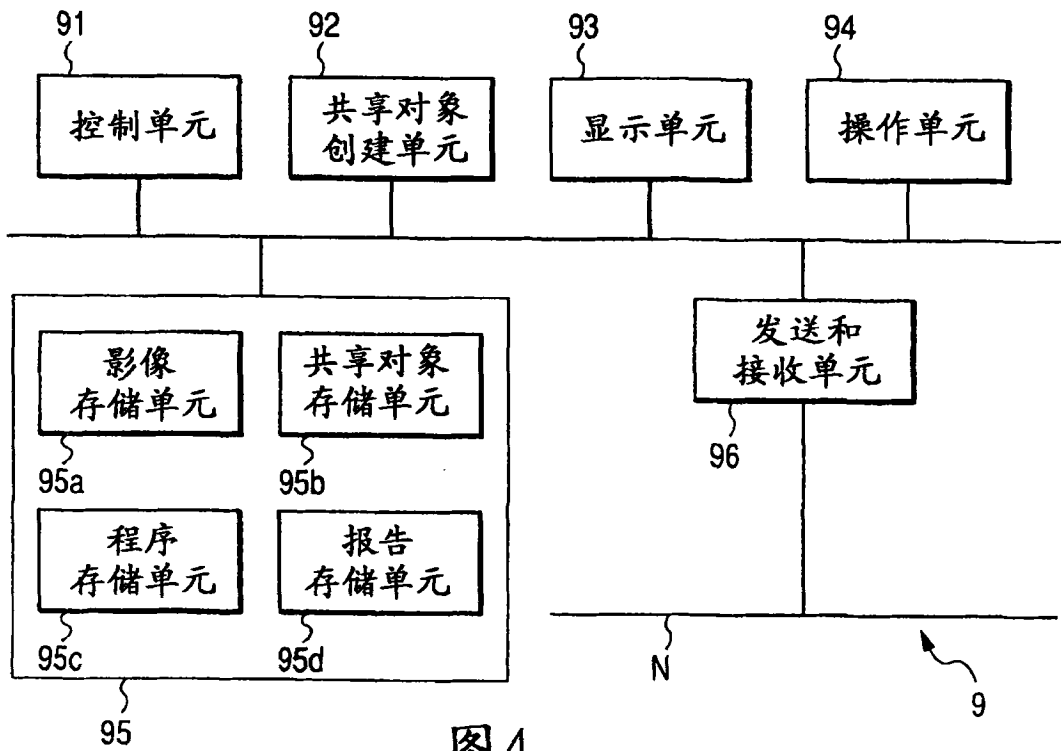 91
92
93
94
控制单元
共享对象
创建单元
显示单元
操作单元
影像
存储单元
95a
共享对象
存储单元
95b
发送和
接收单元
96
程序
存储单元
95c
报告
存储单元
95d
N
9
95
图 4